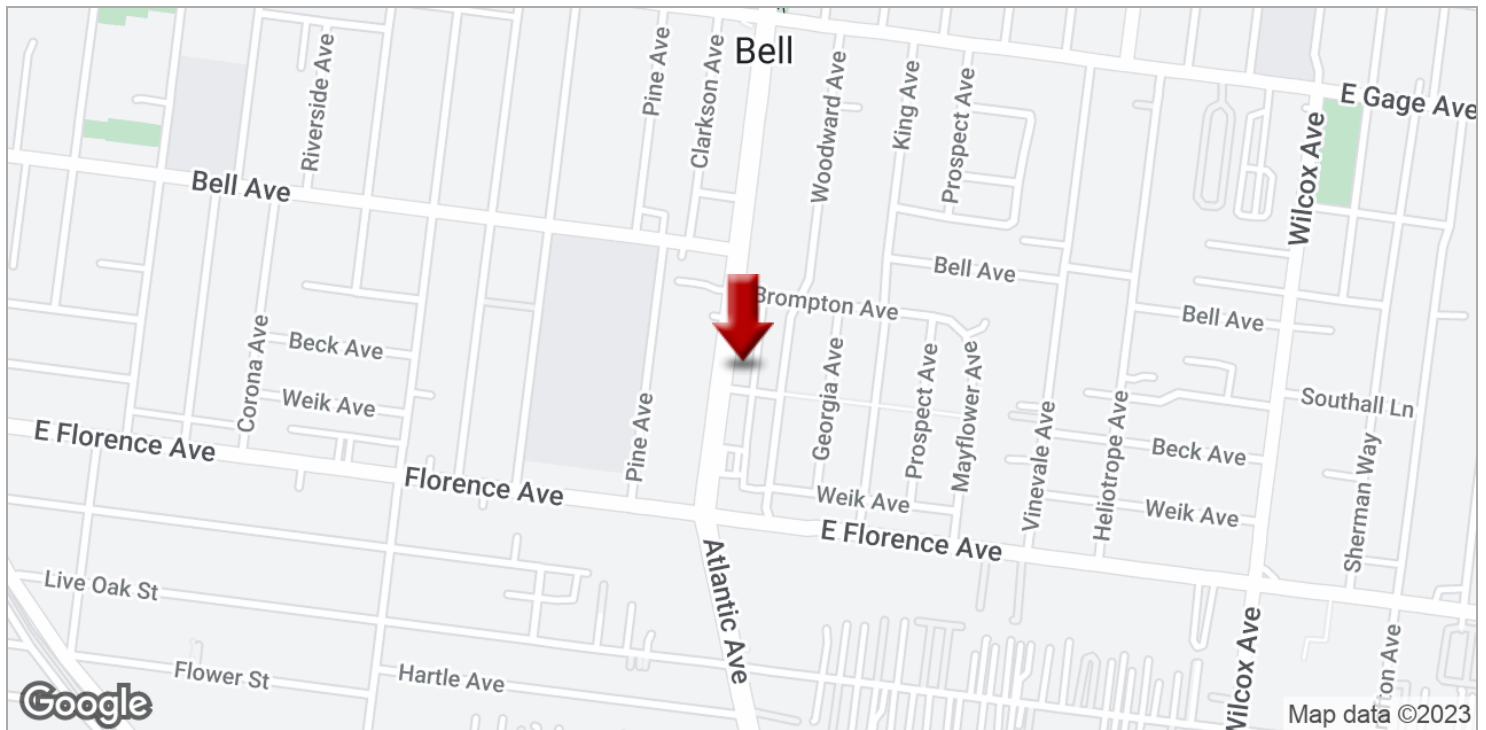 Bell
Pine Ave
Clarkson Ave
Riverside Ave
Woodward Ave
King Ave
Prospect Ave
E Gage Ave
Wilcox Ave
Bell Ave
Bell Ave
Brompton Ave
Bell Ave
Corona Ave
Beck Ave
Weik Ave
Georgia Ave
Prospect Ave
Mayflower Ave
Southall Ln
Pine Ave
Vinevale Ave
Heliotrope Ave
Beck Ave
Sherman Way
E Florence Ave
Florence Ave
Weik Ave
Weik Ave
E Florence Ave
Atlantic Ave
Live Oak St
Flower St
Hartle Ave
Wilcox Ave
ton Ave
Google
Map data ©2023